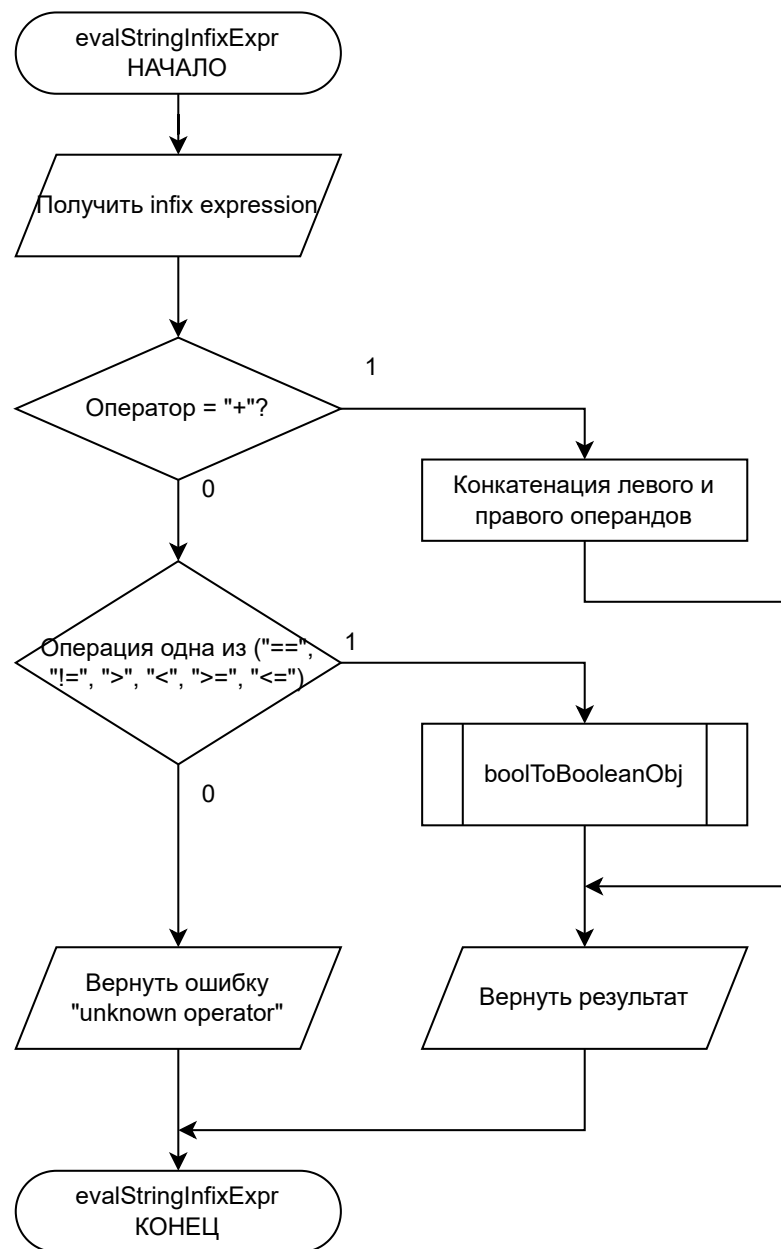 evalStringInfixExpr
НАЧАЛО
Получить infix expression
1
Оператор = "+"?
0
Конкатенация левого и
правого операндов
Операция одна из ("==",
"!=", ">", "<", ">=", "<=")
1
boolToBooleanObj
0
Вернуть ошибку
"unknown operator"
Вернуть результат
evalStringInfixExpr
КОНЕЦ